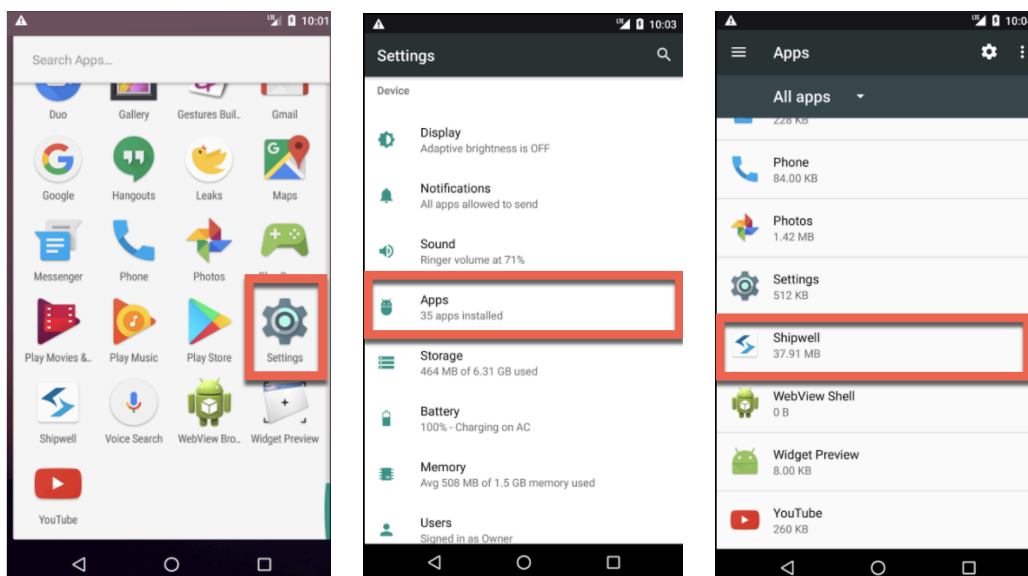 10:01
Search Apps...
Duo
Gallery
Gestures Buil..
Gmail
Google
Hangouts
Leaks
Maps
Messenger
Phone
Photos
Play Movies &..
Play Music
Play Store
Settings
Shipwell
Voice Search
WebView Bro..
Widget Preview
YouTube
LTE 10:03
Settings
Device
Display
Adaptive brightness is OFF
Notifications
All apps allowed to send
Sound
Ringer volume at 71%
Apps
35 apps installed
Storage
464 MB of 6.31 GB used
Battery
100% - Charging on AC
Memory
Avg 508 MB of 1.5 GB memory used
Users
Signed in as Owner
LTE
Apps
All apps
228 KB
Phone
84.00 KB
Photos
1.42 MB
Settings
512 KB
Shipwell
37.91 MB
WebView Shell
0 B
Widget Preview
8.00 KB
YouTube
260 KB